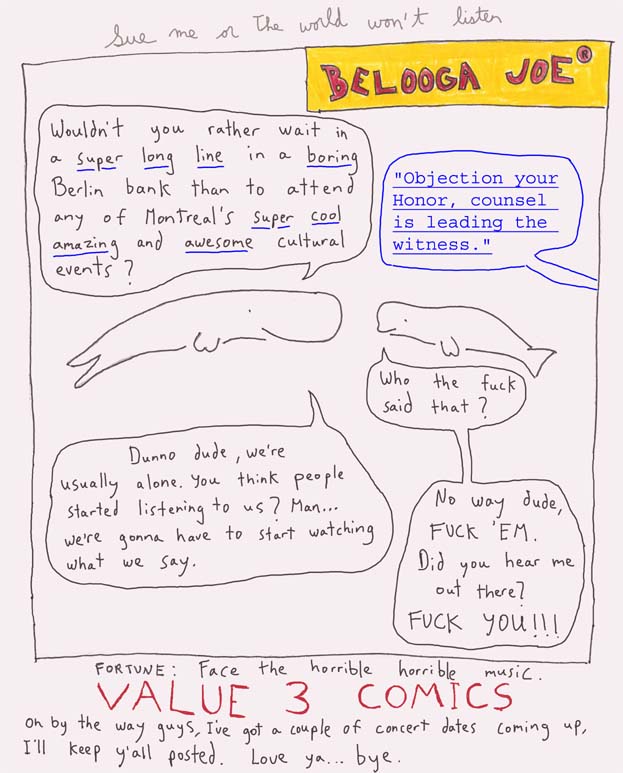 Sue me or the world won't listen
BELOOGA JOE®
Wouldn't you rather wait in
a super long line in a boring
Berlin bank than to attend
any of Montreal's super cool
amazing and awesome cultural
events?
"Objection your
Honor, counsel
is leading the
witness."
Who the fuck
said that?
Dunno dude, we're
usually alone. You think people
started listening to us? Man...
we're gonna have to start watching
what we say.
No way dude,
FUCK 'EM.
Did you hear me
out there?
FUCK YOU!!!
FORTUNE: Face the horrible horrible music.
VALUE 3 COMICS
Oh by the way guys, I've got a couple of concert dates coming up,
I'll keep y'all posted. Love ya... bye.